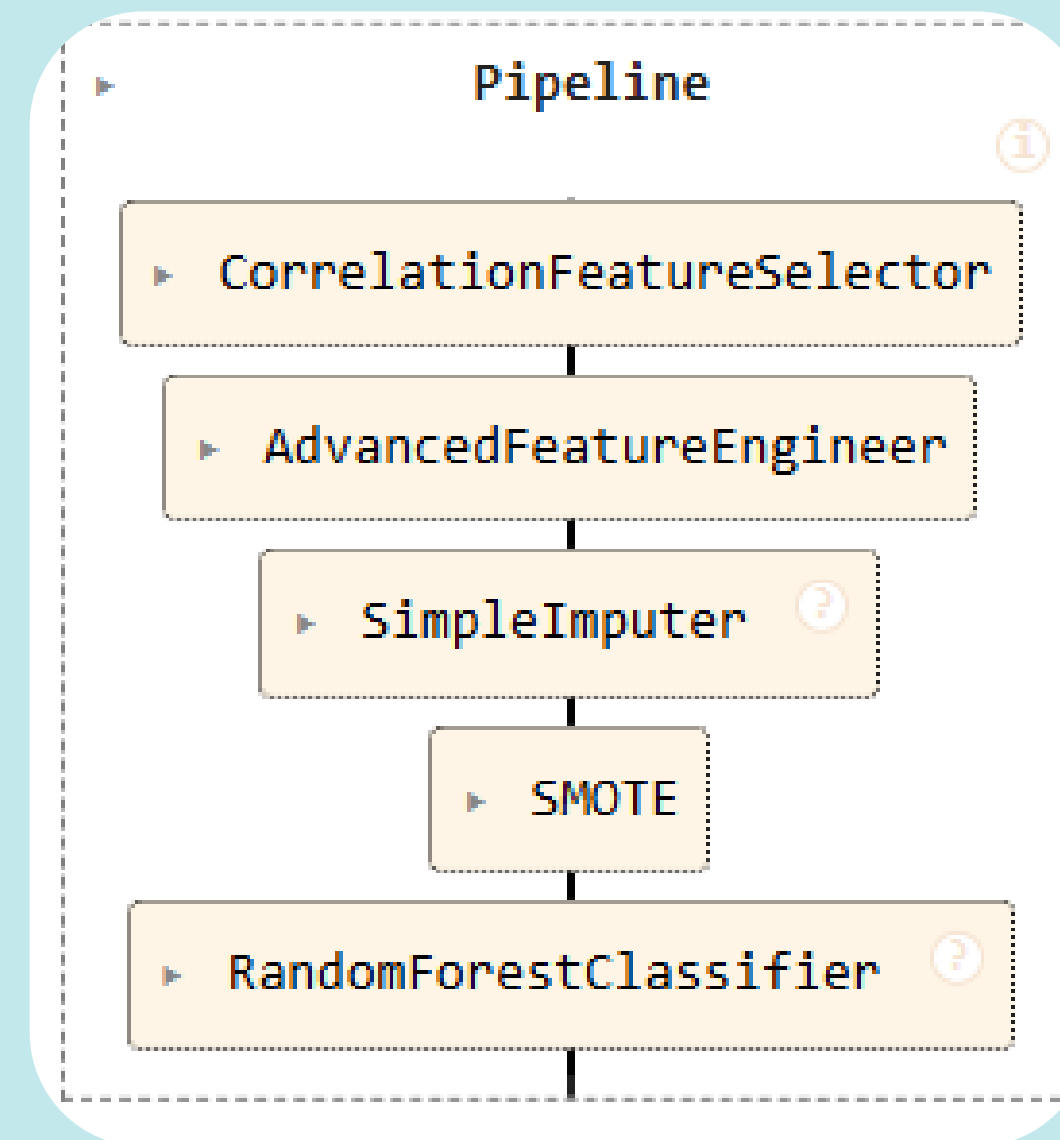 Pipeline
i
CorrelationFeatureSelector
AdvancedFeatureEngineer
SimpleImputer ?
SMOTE
RandomForestClassifier ?